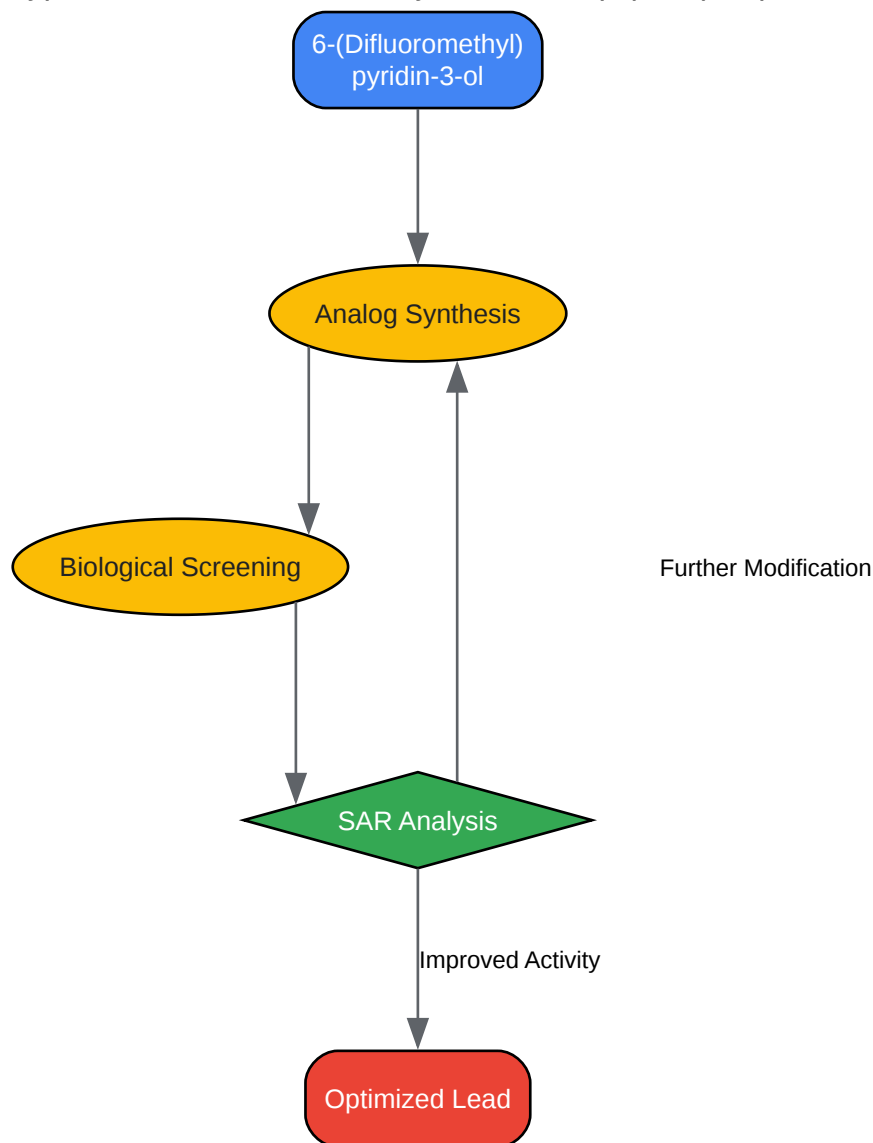 6-(Difluoromethyl)
pyridin-3-ol
Analog Synthesis
Biological Screening
Further Modification
SAR Analysis
Improved Activity
Optimized Lead